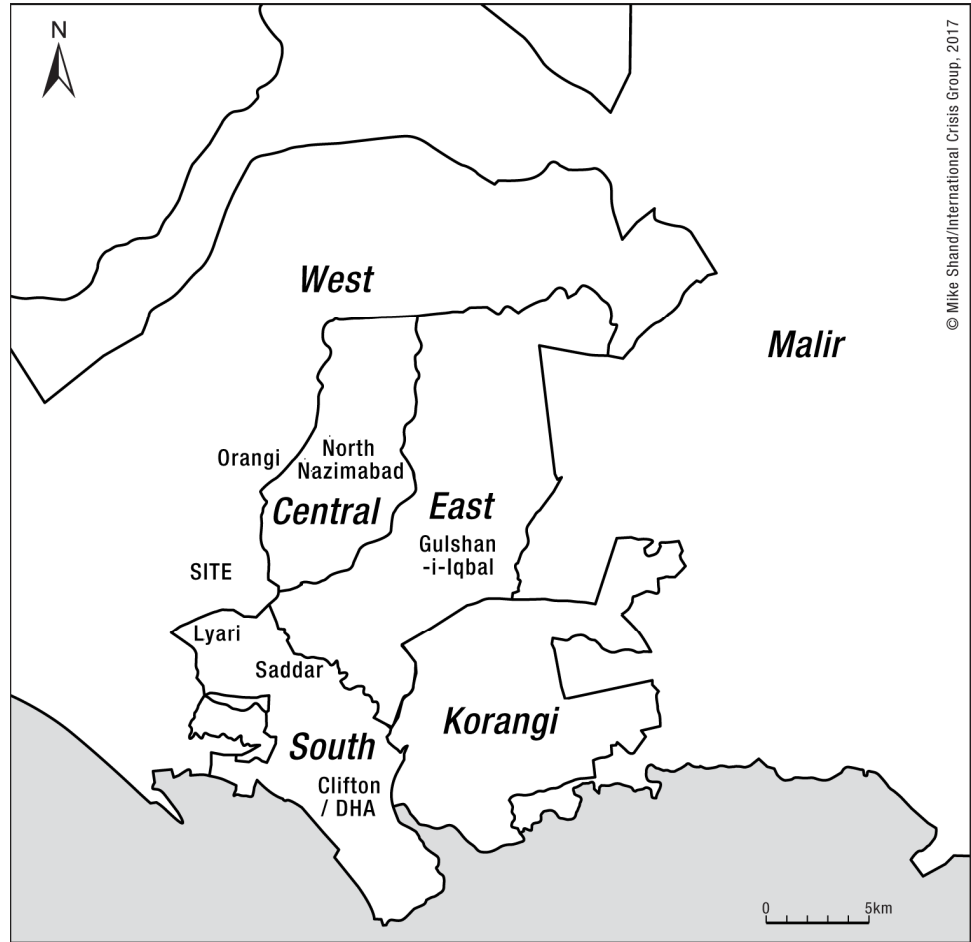 N
© Mike Shand/International Crisis Group, 2017
West
Malir
North
Nazimabad
Orangi
Central
East
Gulshan
-i-Iqbal
SITE
Lyari
Saddar
South
Korangi
Clifton
/ DHA
0 5km